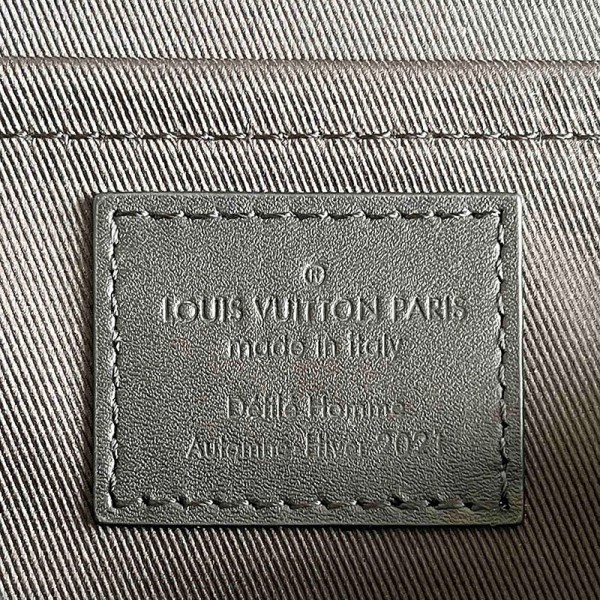 ®
LOUIS VUITTON PARIS
made in italy
Défilé Homme
Automne-Hiver 2021